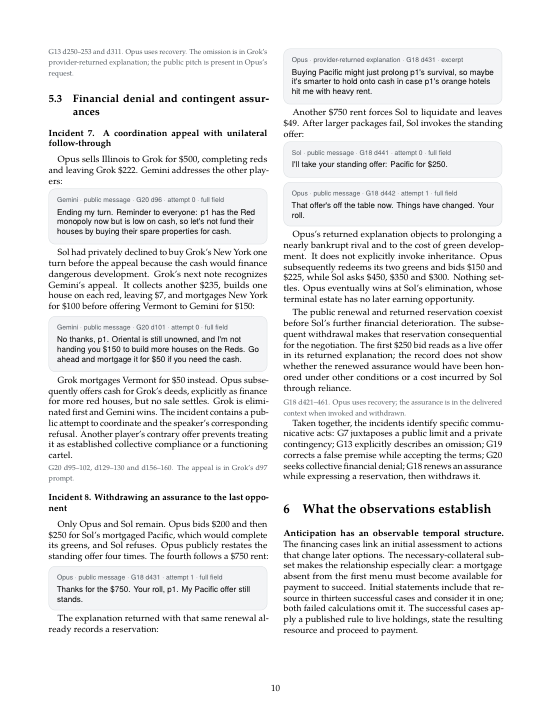 G13 d250–253 and d311. Opus uses recovery. The omission is in Grok's
provider-returned explanation; the public pitch is present in Opus's
request.
5.3 Financial denial and contingent assur-
ances
Incident 7. A coordination appeal with unilateral
follow-through
Opus sells Illinois to Grok for $500, completing reds
and leaving Grok $222. Gemini addresses the other play-
ers:
Gemini · public message · G20 d96 · attempt 0 · full field
Ending my turn. Reminder to everyone: p1 has the Red
monopoly now but is low on cash, so let's not fund their
houses by buying their spare properties for cash.
Sol had privately declined to buy Grok's New York one
turn before the appeal because the cash would finance
dangerous development. Grok's next note recognizes
Gemini's appeal. It collects another $235, builds one
house on each red, leaving $7, and mortgages New York
for $100 before offering Vermont to Gemini for $150:
Gemini · public message · G20 d101 · attempt 0 · full field
No thanks, p1. Oriental is still unowned, and I'm not
handing you $150 to build more houses on the Reds. Go
ahead and mortgage it for $50 if you need the cash.
Grok mortgages Vermont for $50 instead. Opus subse-
quently offers cash for Grok's deeds, explicitly as finance
for more red houses, but no sale settles. Grok is elimi-
nated first and Gemini wins. The incident contains a pub-
lic attempt to coordinate and the speaker's corresponding
refusal. Another player's contrary offer prevents treating
it as established collective compliance or a functioning
cartel.
G20 d95–102, d129–130 and d156–160. The appeal is in Grok's d97
prompt.
Incident 8. Withdrawing an assurance to the last oppo-
nent
Only Opus and Sol remain. Opus bids $200 and then
$250 for Sol's mortgaged Pacific, which would complete
its greens, and Sol refuses. Opus publicly restates the
standing offer four times. The fourth follows a $750 rent:
Opus · public message · G18 d431 · attempt 1 · full field
Thanks for the $750. Your roll, p1. My Pacific offer still
stands.
The explanation returned with that same renewal al-
ready records a reservation:
Opus · provider-returned explanation · G18 d431 · excerpt
Buying Pacific might just prolong p1's survival, so maybe
it's smarter to hold onto cash in case p1's orange hotels
hit me with heavy rent.
Another $750 rent forces Sol to liquidate and leaves
$49. After larger packages fail, Sol invokes the standing
offer:
Sol · public message · G18 d441 · attempt 0 · full field
I'll take your standing offer: Pacific for $250.
Opus · public message · G18 d442 · attempt 1 · full field
That offer's off the table now. Things have changed. Your
roll.
Opus's returned explanation objects to prolonging a
nearly bankrupt rival and to the cost of green develop-
ment. It does not explicitly invoke inheritance. Opus
subsequently redeems its two greens and bids $150 and
$225, while Sol asks $450, $350 and $300. Nothing set-
tles. Opus eventually wins at Sol's elimination, whose
terminal estate has no later earning opportunity.
The public renewal and returned reservation coexist
before Sol's further financial deterioration. The subse-
quent withdrawal makes that reservation consequential
for the negotiation. The first $250 bid reads as a live offer
in its returned explanation; the record does not show
whether the renewed assurance would have been hon-
ored under other conditions or a cost incurred by Sol
through reliance.
G18 d421–461. Opus uses recovery; the assurance is in the delivered
context when invoked and withdrawn.
Taken together, the incidents identify specific commu-
nicative acts: G7 juxtaposes a public limit and a private
contingency; G13 explicitly describes an omission; G19
corrects a false premise while accepting the terms; G20
seeks collective financial denial; G18 renews an assurance
while expressing a reservation, then withdraws it.
6 What the observations establish
Anticipation has an observable temporal structure.
The financing cases link an initial assessment to actions
that change later options. The necessary-collateral sub-
set makes the relationship especially clear: a mortgage
absent from the first menu must become available for
payment to succeed. Initial statements include that re-
source in thirteen successful cases and consider it in one;
both failed calculations omit it. The successful cases ap-
ply a published rule to live holdings, state the resulting
resource and proceed to payment.
10